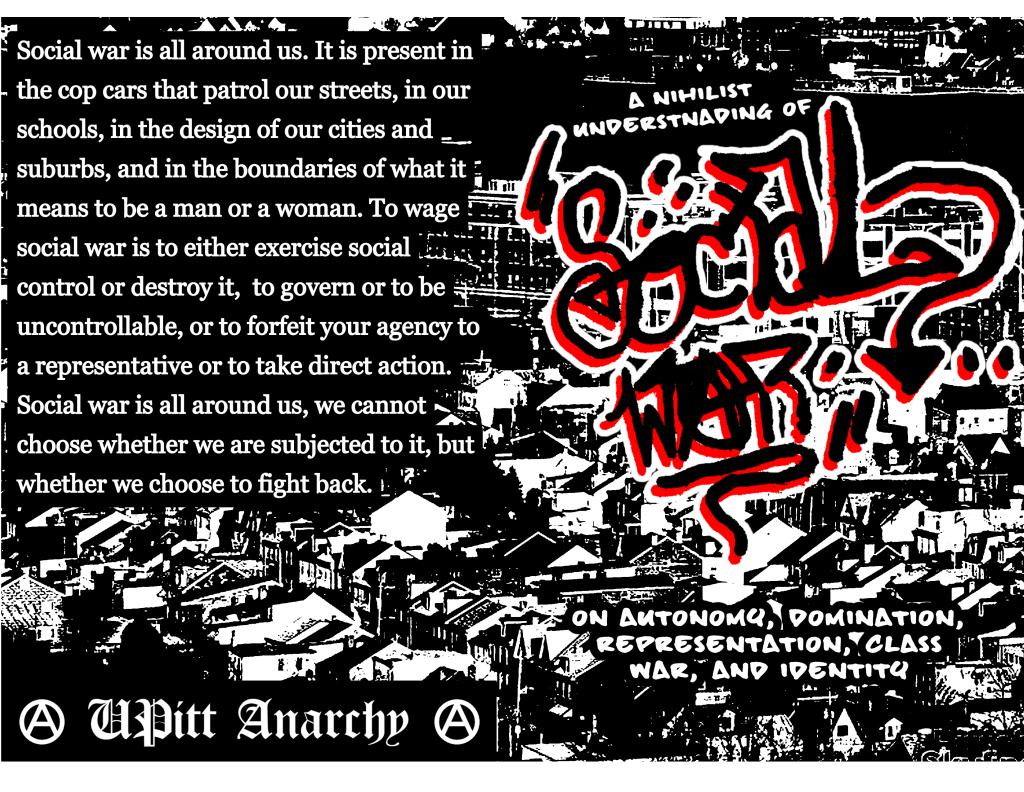 Social war is all around us. It is present in
the cop cars that patrol our streets, in our
schools, in the design of our cities and
suburbs, and in the boundaries of what it
means to be a man or a woman. To wage
social war is to either exercise social
control or destroy it,  to govern or to be
uncontrollable, or to forfeit your agency to
a representative or to take direct action.
Social war is all around us, we cannot
choose whether we are subjected to it, but
whether we choose to fight back.
Ⓐ UPitt Anarchy Ⓐ
A NIHILIST
UNDERSTNADING OF
"SOCIAL
WAR"
ON AUTONOMY, DOMINATION,
REPRESENTATION, CLASS
WAR, AND IDENTITY